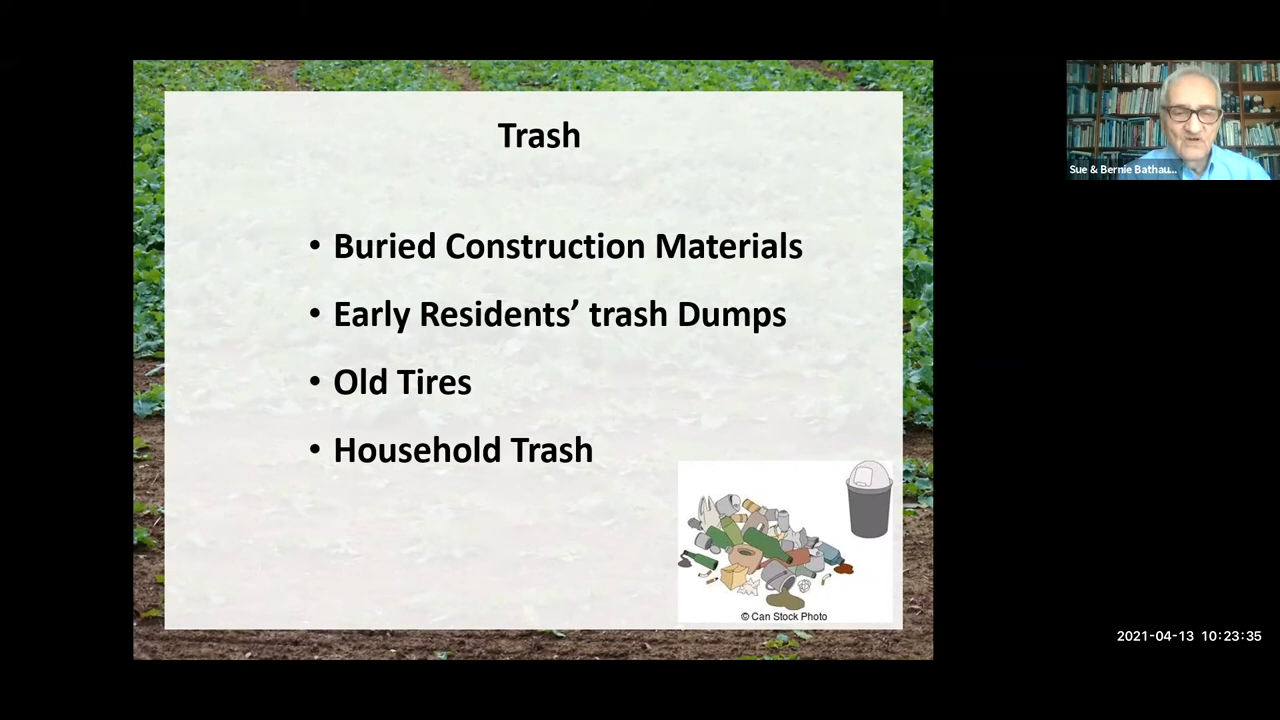 Trash
• Buried Construction Materials
• Early Residents’ trash Dumps
• Old Tires
• Household Trash
© Can Stock Photo
Sue & Bernie Bathau...
2021-04-13 10:23:35